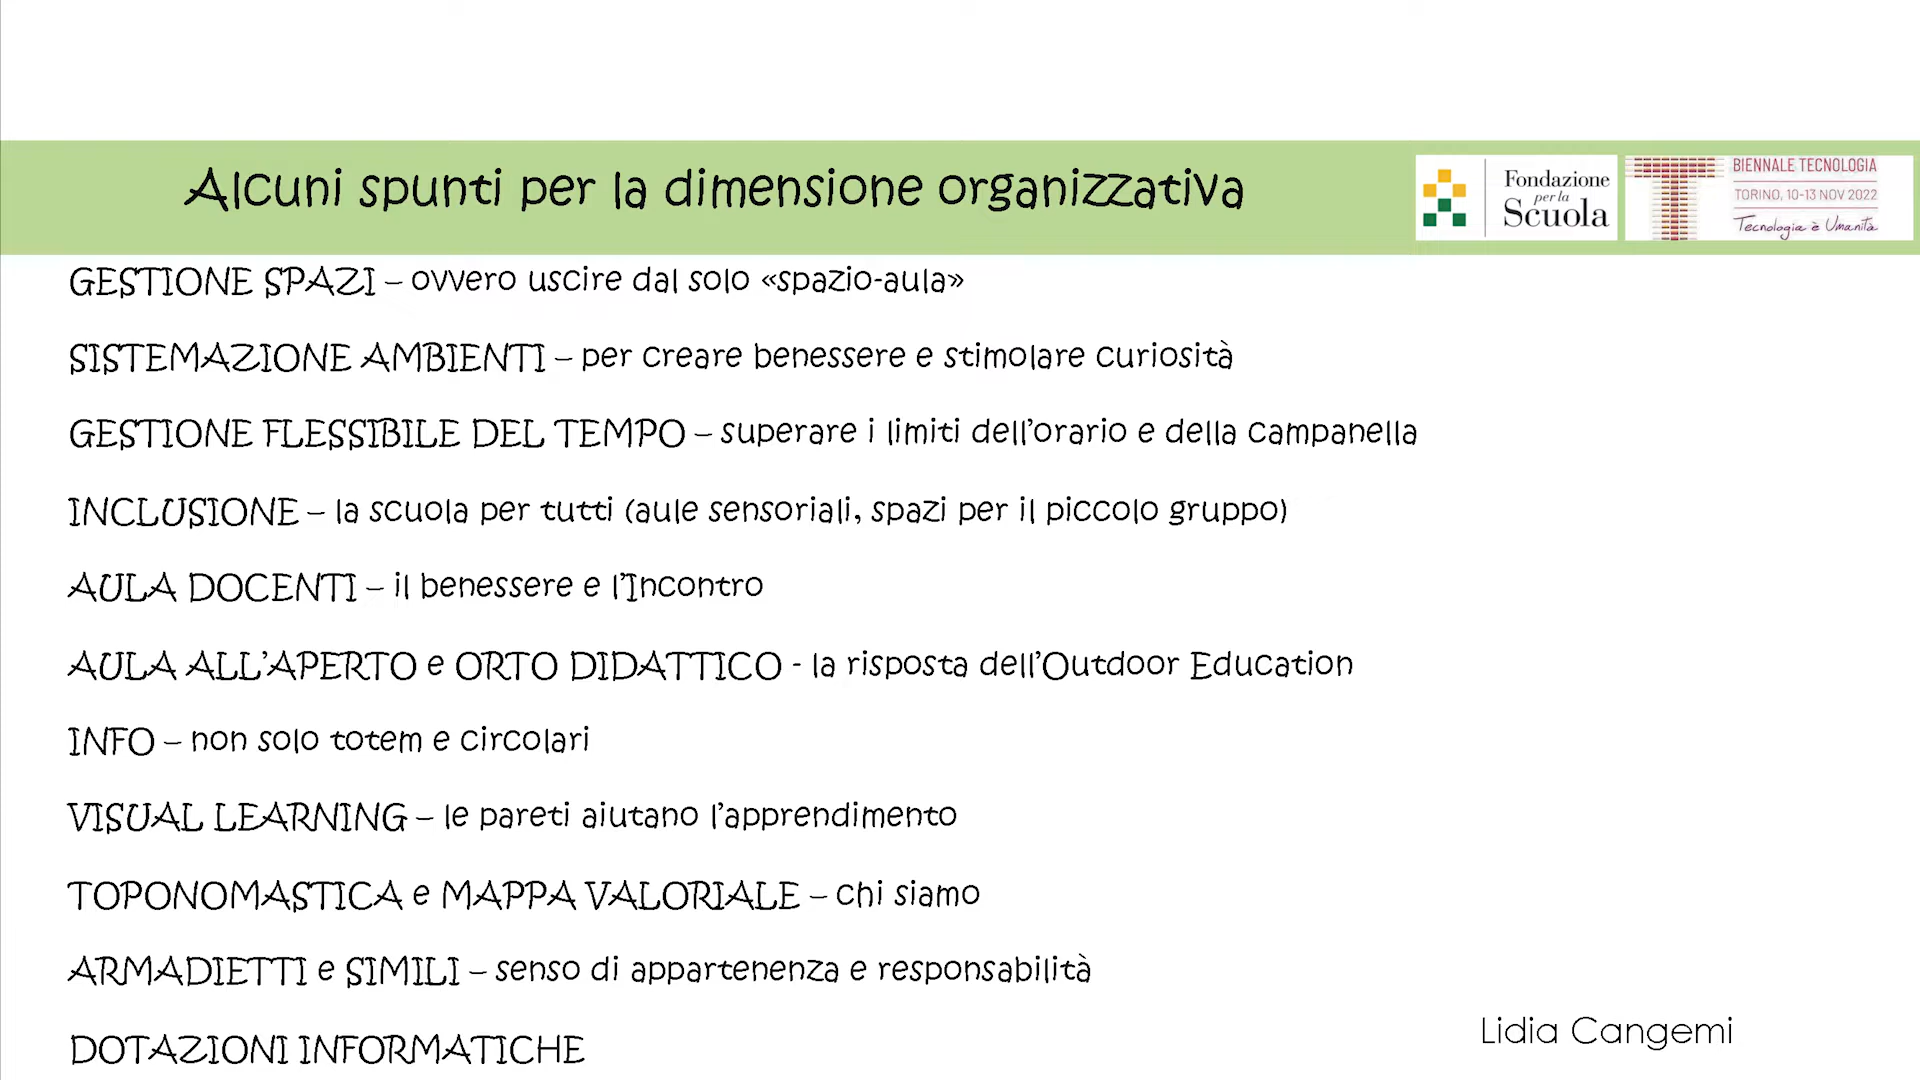 Alcuni spunti per la dimensione organizzativa
Fondazione
per la
Scuola
BIENNALE TECNOLOGIA
TORINO, 10-13 NOV 2022
Tecnologia è Umanità
GESTIONE SPAZI – ovvero uscire dal solo «spazio-aula»
SISTEMAZIONE AMBIENTI – per creare benessere e stimolare curiosità
GESTIONE FLESSIBILE DEL TEMPO – superare i limiti dell’orario e della campanella
INCLUSIONE – la scuola per tutti (aule sensoriali, spazi per il piccolo gruppo)
AULA DOCENTI – il benessere e l’Incontro
AULA ALL’APERTO e ORTO DIDATTICO - la risposta dell’Outdoor Education
INFO – non solo totem e circolari
VISUAL LEARNING – le pareti aiutano l’apprendimento
TOPONOMASTICA e MAPPA VALORIALE – chi siamo
ARMADIETTI e SIMILI – senso di appartenenza e responsabilità
DOTAZIONI INFORMATICHE
Lidia Cangemi